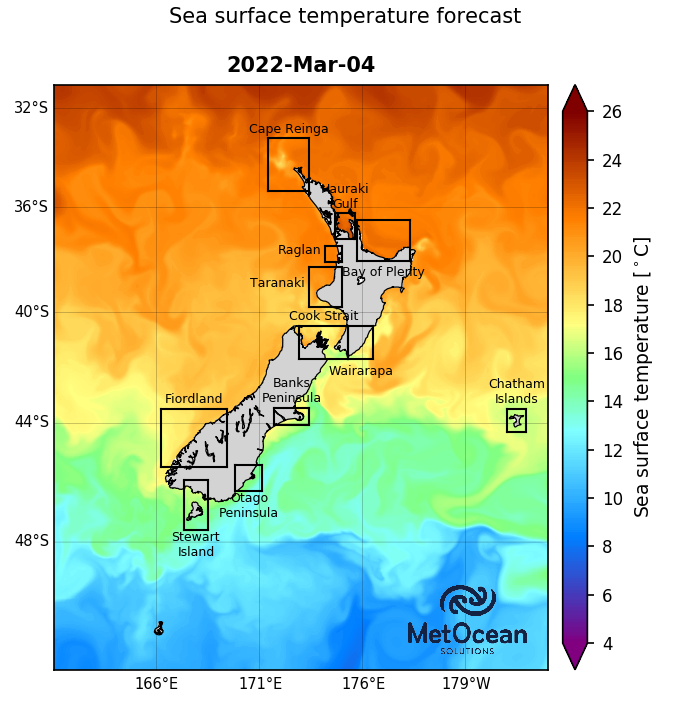 Sea surface temperature forecast
2022-Mar-04
32°S
36°S
40°S
44°S
48°S
Cape Reinga
Hauraki
Gulf
Raglan
Bay of Plenty
Taranaki
Cook Strait
Wairarapa
Banks
Peninsula
Fiordland
Chatham
Islands
Otago
Peninsula
Stewart
Island
MetOcean
SOLUTIONS
166°E
171°E
176°E
179°W
26
24
22
20
18
16
14
12
10
8
6
4
Sea surface temperature [°C]